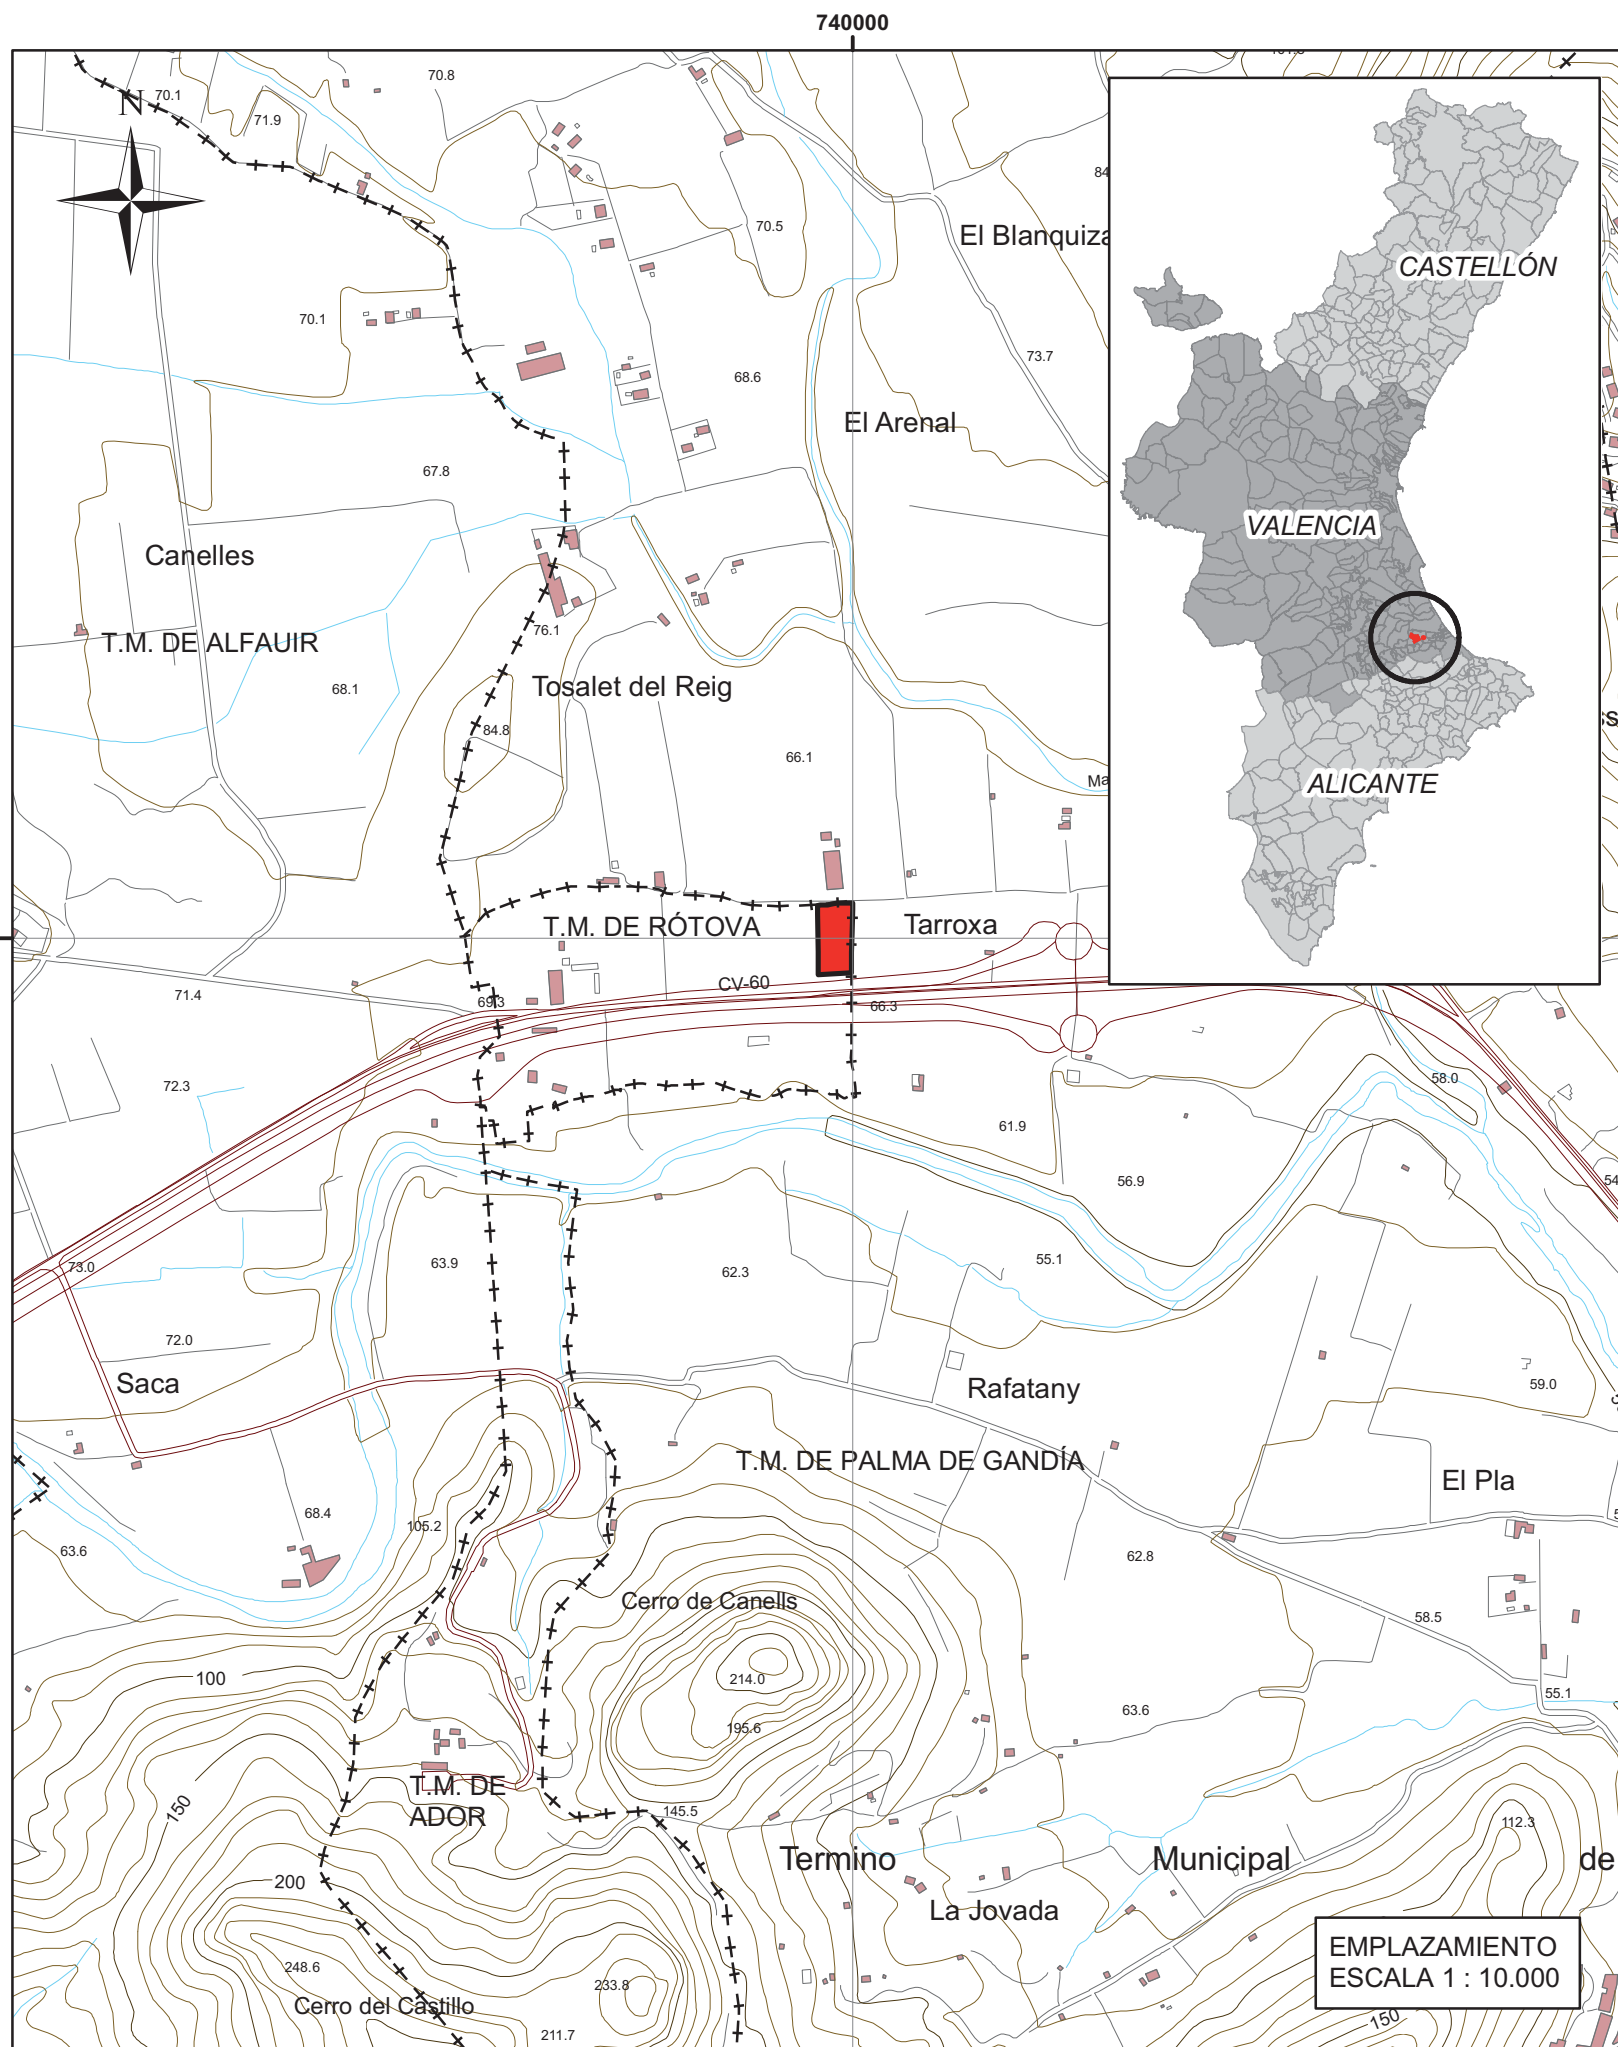 740000
70.8
70.1
N
71.9
84
70.5
El Blanquiza
CASTELLÓN
70.1
73.7
68.6
El Arenal
67.8
VALENCIA
Canelles
76.1
T.M. DE ALFAUIR
68.1
Tosalet del Reig
84.8
66.1
Ma
ALICANTE
T.M. DE RÓTOVA
Tarroxa
CV-60
71.4
69.3
66.3
72.3
58.0
61.9
56.9
54
63.9
62.3
55.1
73.0
72.0
Saca
Rafatany
59.0
T.M. DE PALMA DE GANDÍA
El Pla
68.4
105.2
63.6
62.8
Cerro de Canells
58.5
100
214.0
55.1
63.6
195.6
T.M. DE
ADOR
150
145.5
112.3
Termino
Municipal
de
200
La Jovada
EMPLAZAMIENTO
ESCALA 1 : 10.000
248.6
233.8
Cerro del Castillo
211.7
150